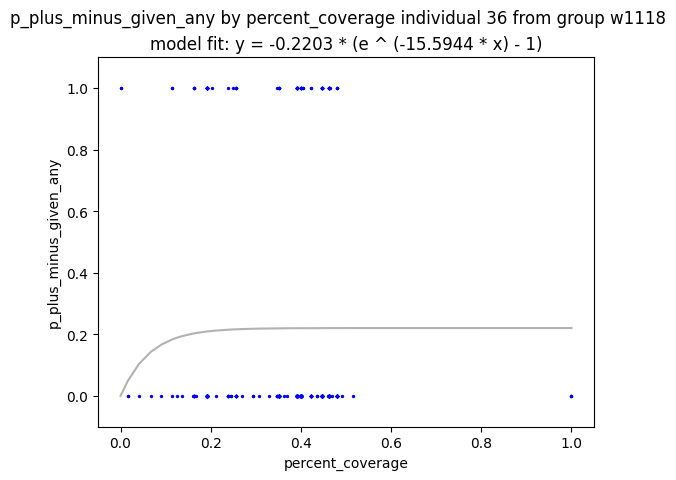 p_plus_minus_given_any by percent_coverage individual 36 from group w1118
model fit: y = -0.2203 * (e ^ (-15.5944 * x) - 1)
1.0
0.8
0.6
0.4
0.2
0.0
p_plus_minus_given_any
0.0 0.2 0.4 0.6 0.8 1.0
percent_coverage